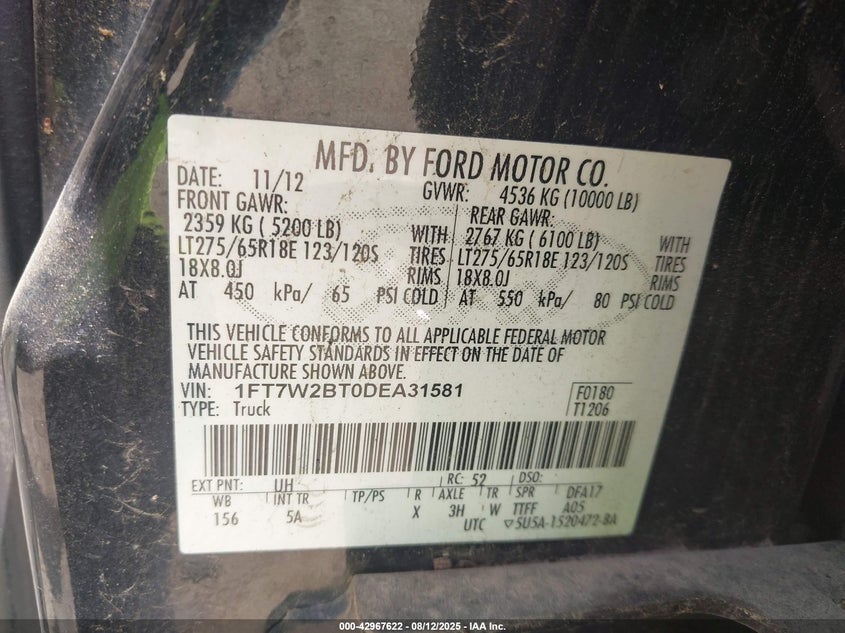 MFD. BY FORD MOTOR CO.
DATE: 11/12 GVWR: 4536 KG (10000 LB)
FRONT GAWR: REAR GAWR:
2359 KG ( 5200 LB) WITH 2767 KG ( 6100 LB) WITH
LT275/65R18E 123/120S TIRES LT275/65R18E 123/120S TIRES
18X8.0J RIMS 18X8.0J RIMS
AT 450 kPa/ 65 PSI COLD AT 550 kPa/ 80 PSI COLD
THIS VEHICLE CONFORMS TO ALL APPLICABLE FEDERAL MOTOR
VEHICLE SAFETY STANDARDS IN EFFECT ON THE DATE OF
MANUFACTURE SHOWN ABOVE.
VIN: 1FT7W2BT0DEA31581 F0180
TYPE: Truck T1206
EXT PNT: UH RC: 52 DSO:
WB INT TR TP/PS R AXLE TR SPR DFA17
156 5A X 3H W TTFF A05
UTC ▽5U5A-1520472-BA
000-42967622 - 08/12/2025 - IAA Inc.